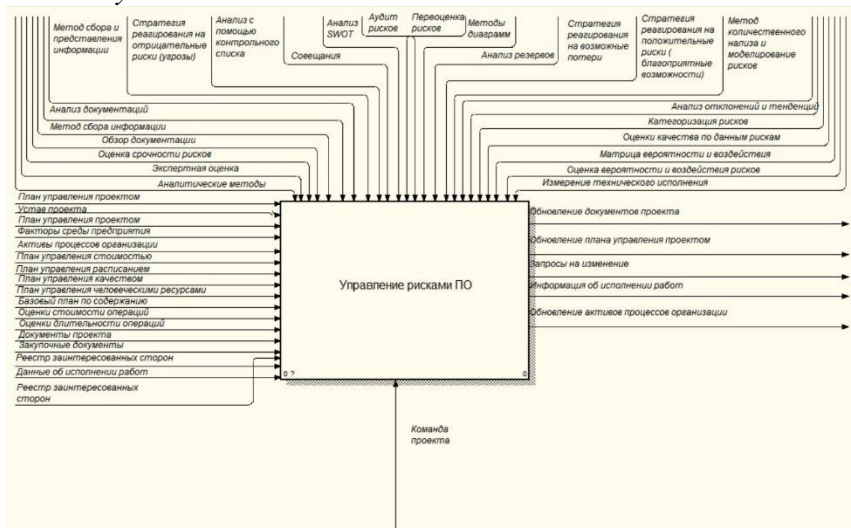 Метод сбора и
представления
информации
Стратегия
реагирования на
отрицательные
риски (угрозы)
Анализ с
помощью
контрольного
списка
Совещания
Анализ
SWOT
Аудит
рисков
Переоценка
рисков
Методы
диаграмм
Анализ резервов
Стратегия
реагирования
на возможные
потери
Стратегия
реагирования на
положительные
риски (
благоприятные
возможности)
Метод
количественного
нализа и
моделирование
рисков
Анализ документаций
Метод сбора информации
Обзор документации
Оценка срочности рисков
Экспертная оценка
Аналитические методы
Анализ отклонений и тенденций
Категоризация рисков
Оценки качества по данным рискам
Матрица вероятности и воздействия
Оценка вероятности и воздействия рисков
Измерение технического исполнения
План управления проектом
Устав проекта
План управления проектом
Факторы среды предприятия
Активы процессов организации
План управления стоимостью
План управления расписанием
План управления качеством
План управления человеческими ресурсами
Базовый план по содержанию
Оценки стоимости операций
Оценки длительности операций
Документы проекта
Закупочные документы
Реестр заинтересованных сторон
Данные об исполнении работ
Реестр заинтересованных
сторон
Управление рисками ПО
0 ?
0
Обновление документов проекта
Обновление плана управления проектом
Запросы на изменение
Информация об исполнении работ
Обновление активов процессов организации
Команда
проекта